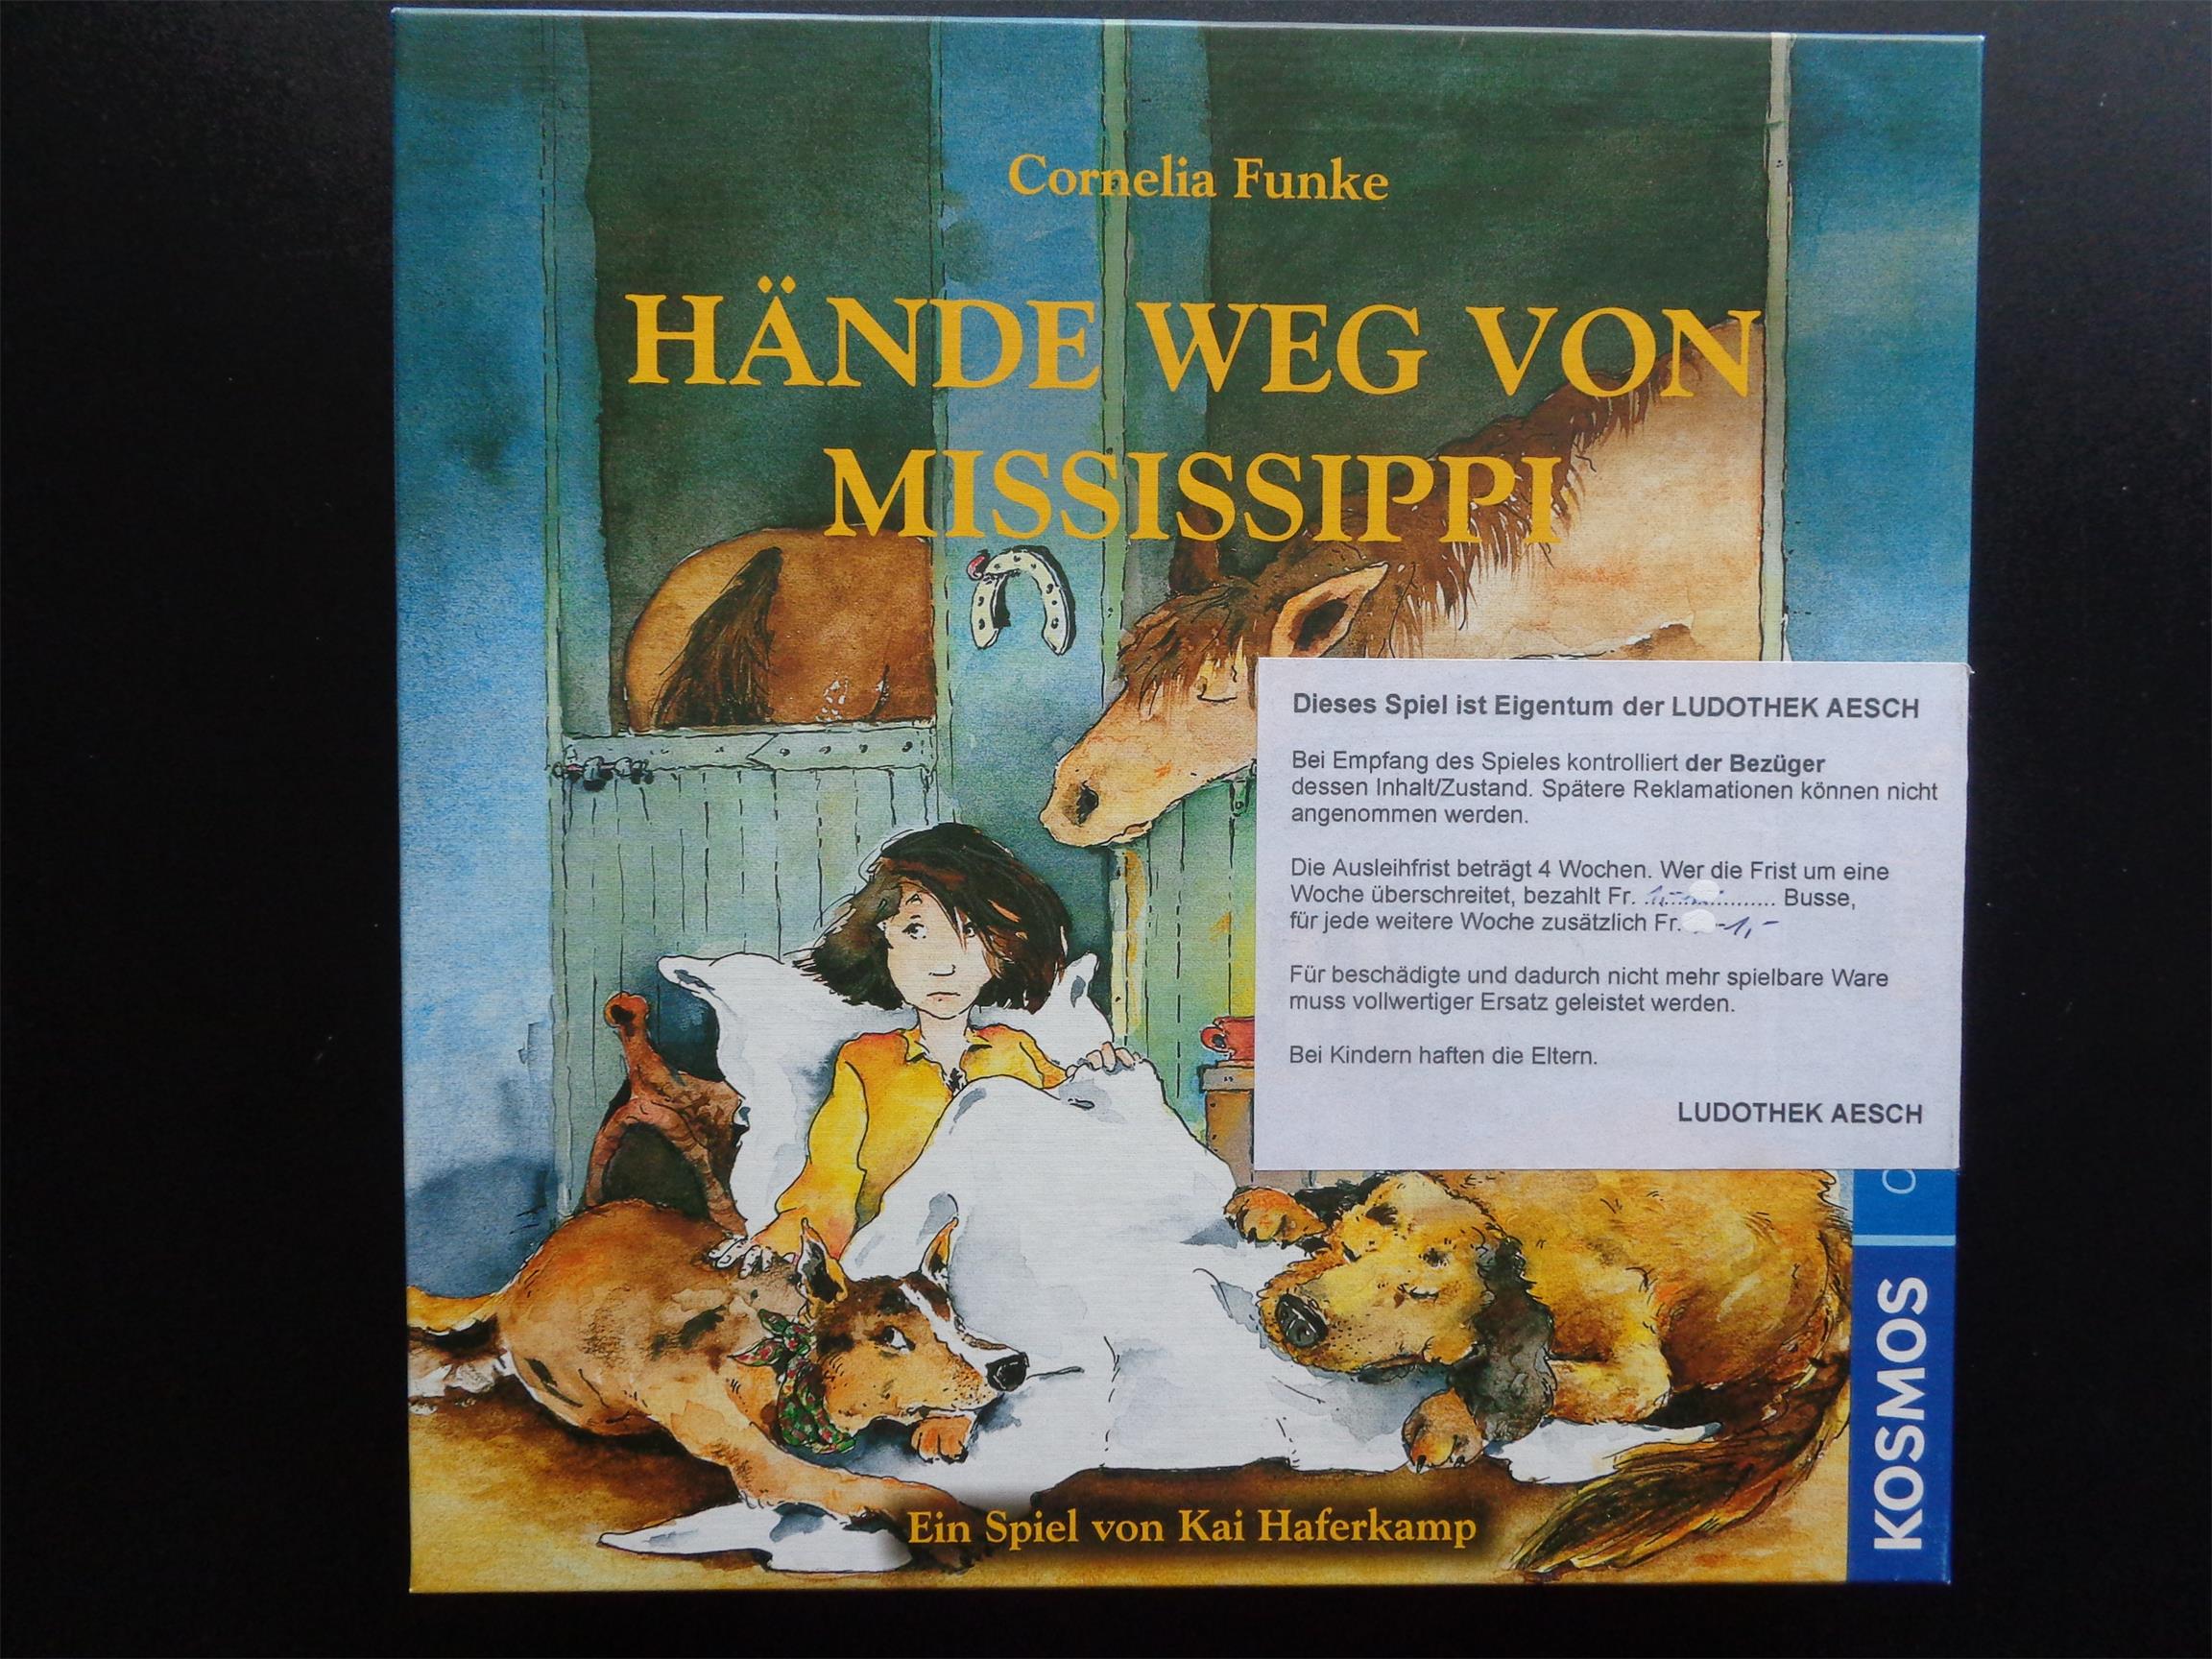 Cornelia Funke
HÄNDE WEG VON
MISSISSIPPI
Dieses Spiel ist Eigentum der LUDOTHEK AESCH
Bei Empfang des Spieles kontrolliert der Bezüger
dessen Inhalt/Zustand. Spätere Reklamationen können nicht
angenommen werden.
Die Ausleihfrist beträgt 4 Wochen. Wer die Frist um eine
Woche überschreitet, bezahlt Fr. .............. Busse,
für jede weitere Woche zusätzlich Fr. -1,-
Für beschädigte und dadurch nicht mehr spielbare Ware
muss vollwertiger Ersatz geleistet werden.
Bei Kindern haften die Eltern.
LUDOTHEK AESCH
KOSMOS
Ein Spiel von Kai Haferkamp